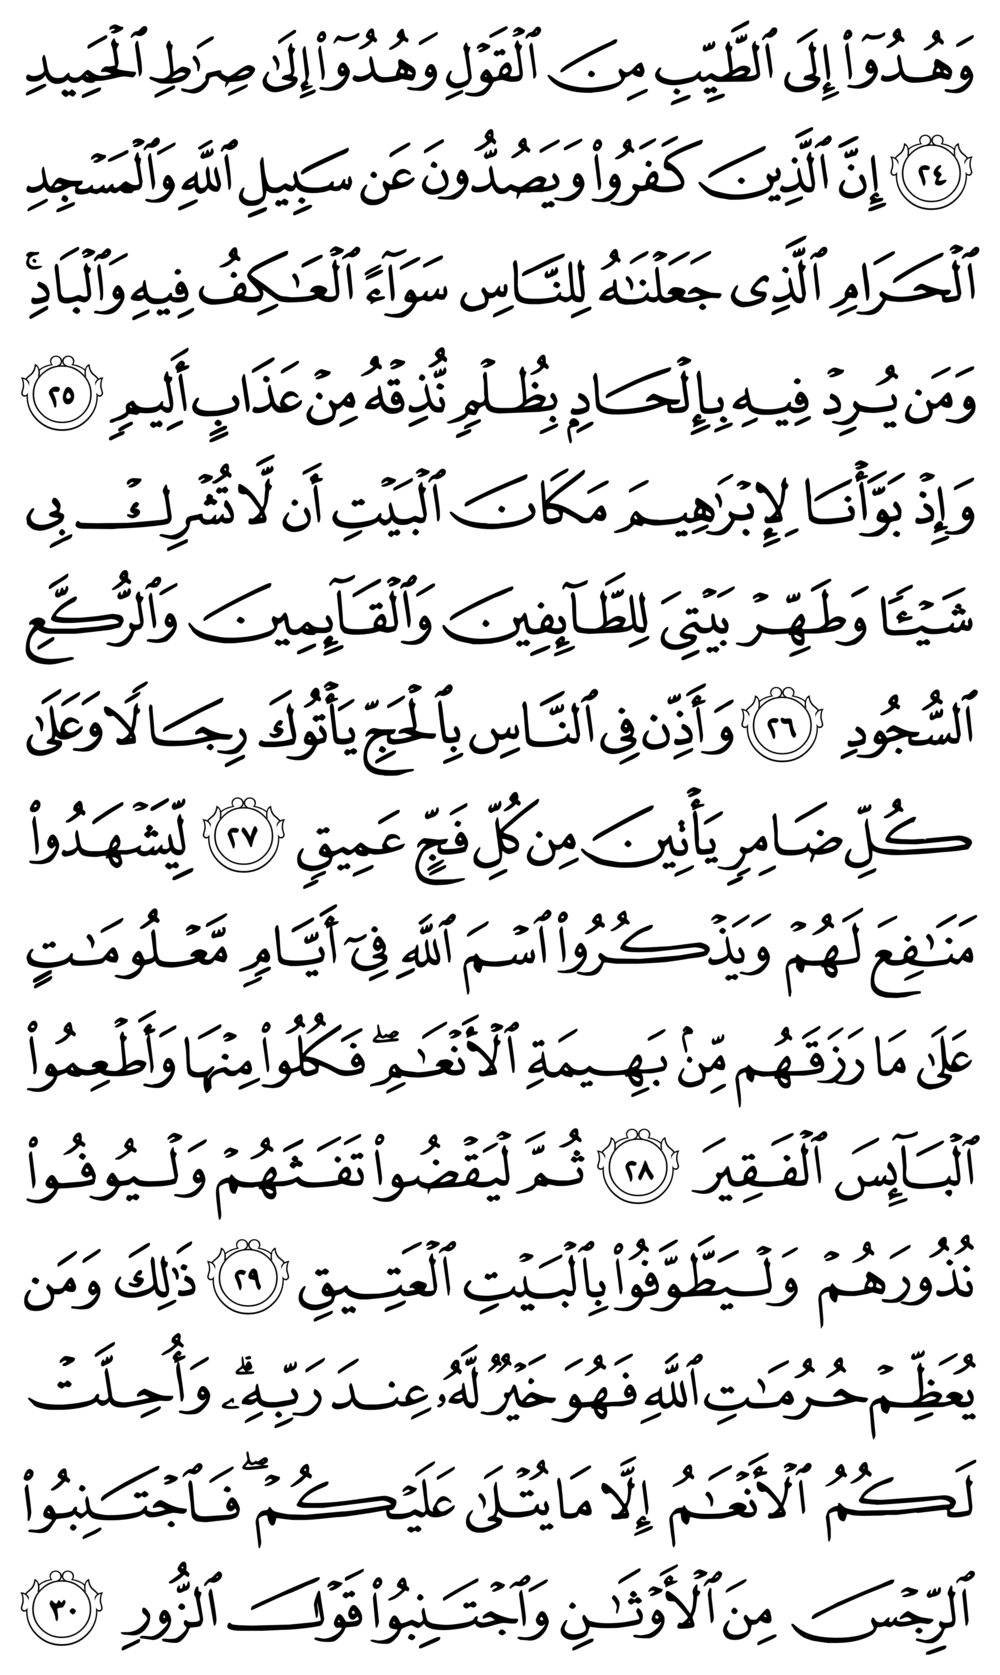 وَهُدُوٓا۟ إِلَى ٱلطَّيِّبِ مِنَ ٱلْقَوْلِ وَهُدُوٓا۟ إِلَىٰ صِرَٰطِ ٱلْحَمِيدِ
٢٤ إِنَّ ٱلَّذِينَ كَفَرُوا۟ وَيَصُدُّونَ عَن سَبِيلِ ٱللَّهِ وَٱلْمَسْجِدِ
ٱلْحَرَامِ ٱلَّذِى جَعَلْنَٰهُ لِلنَّاسِ سَوَآءً ٱلْعَٰكِفُ فِيهِ وَٱلْبَادِ ۚ
وَمَن يُرِدْ فِيهِ بِإِلْحَادٍۭ بِظُلْمٍ نُّذِقْهُ مِنْ عَذَابٍ أَلِيمٍ ٢٥
وَإِذْ بَوَّأْنَا لِإِبْرَٰهِيمَ مَكَانَ ٱلْبَيْتِ أَن لَّا تُشْرِكْ بِى
شَيْـًٔا وَطَهِّرْ بَيْتِىَ لِلطَّآئِفِينَ وَٱلْقَآئِمِينَ وَٱلرُّكَّعِ
ٱلسُّجُودِ ٢٦ وَأَذِّن فِى ٱلنَّاسِ بِٱلْحَجِّ يَأْتُوكَ رِجَالًا وَعَلَىٰ
كُلِّ ضَامِرٍ يَأْتِينَ مِن كُلِّ فَجٍّ عَمِيقٍ ٢٧ لِّيَشْهَدُوا۟
مَنَٰفِعَ لَهُمْ وَيَذْكُرُوا۟ ٱسْمَ ٱللَّهِ فِىٓ أَيَّامٍ مَّعْلُومَٰتٍ
عَلَىٰ مَا رَزَقَهُم مِّنۢ بَهِيمَةِ ٱلْأَنْعَٰمِ ۖ فَكُلُوا۟ مِنْهَا وَأَطْعِمُوا۟
ٱلْبَآئِسَ ٱلْفَقِيرَ ٢٨ ثُمَّ لْيَقْضُوا۟ تَفَثَهُمْ وَلْيُوفُوا۟
نُذُورَهُمْ وَلْيَطَّوَّفُوا۟ بِٱلْبَيْتِ ٱلْعَتِيقِ ٢٩ ذَٰلِكَ وَمَن
يُعَظِّمْ حُرُمَٰتِ ٱللَّهِ فَهُوَ خَيْرٌ لَّهُۥ عِندَ رَبِّهِۦ ۗ وَأُحِلَّتْ
لَكُمُ ٱلْأَنْعَٰمُ إِلَّا مَا يُتْلَىٰ عَلَيْكُمْ ۖ فَٱجْتَنِبُوا۟
ٱلرِّجْسَ مِنَ ٱلْأَوْثَٰنِ وَٱجْتَنِبُوا۟ قَوْلَ ٱلزُّورِ ٣٠